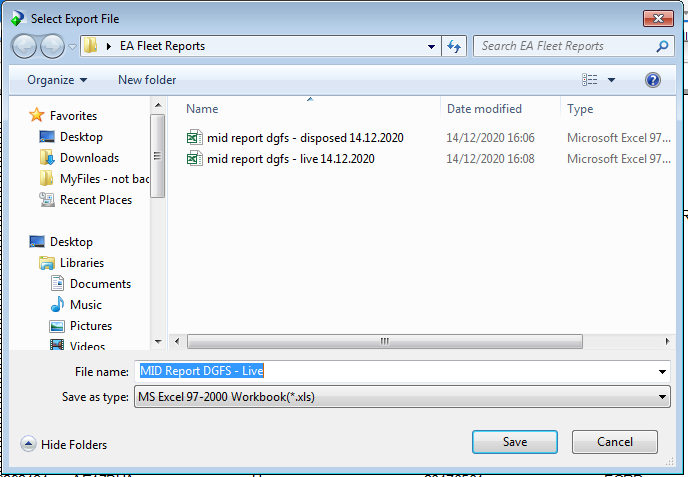 Select Export File
EA Fleet Reports
Search EA Fleet Reports
Organize
New folder
Name
Date modified
Type
Favorites
Desktop
Downloads
MyFiles - not bac
Recent Places
Desktop
Libraries
Documents
Music
Pictures
Videos
mid report dgfs - disposed 14.12.2020
14/12/2020 16:06
Microsoft Excel 97...
mid report dgfs - live 14.12.2020
14/12/2020 16:08
Microsoft Excel 97...
File name:
MID Report DGFS - Live
Save as type:
MS Excel 97-2000 Workbook(*.xls)
Hide Folders
Save
Cancel